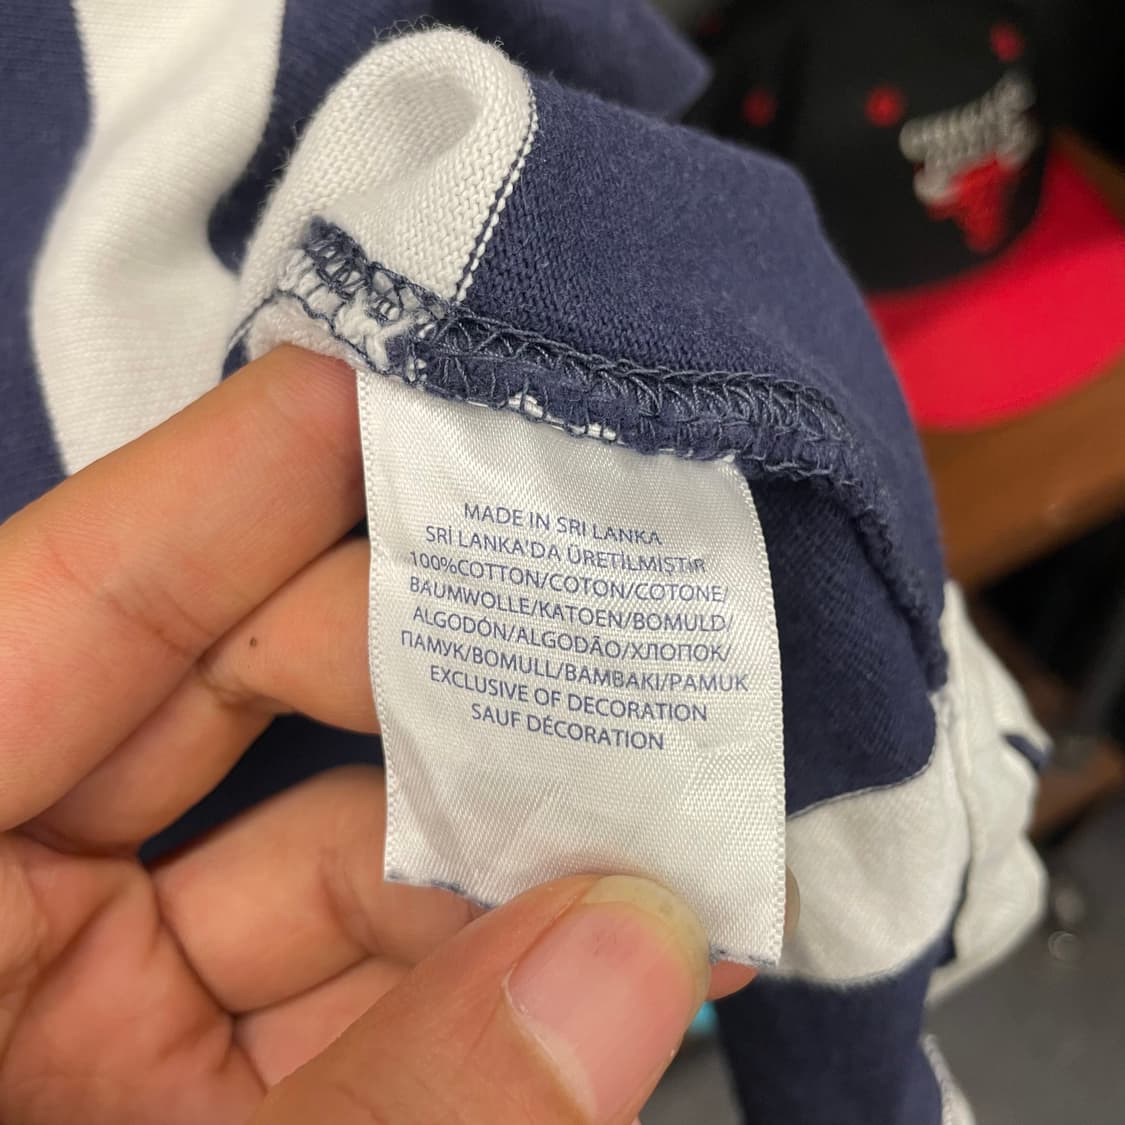 MADE IN SRI LANKA
SRİ LANKA'DA ÜRETİLMİSTİR
100%COTTON/COTON/COTONE/
BAUMWOLLE/KATOEN/BOMULD/
ALGODÓN/ALGODÃO/ХЛОПОК/
ПАМУК/BOMULL/BAMBAKI/PAMUK
EXCLUSIVE OF DECORATION
SAUF DÉCORATION